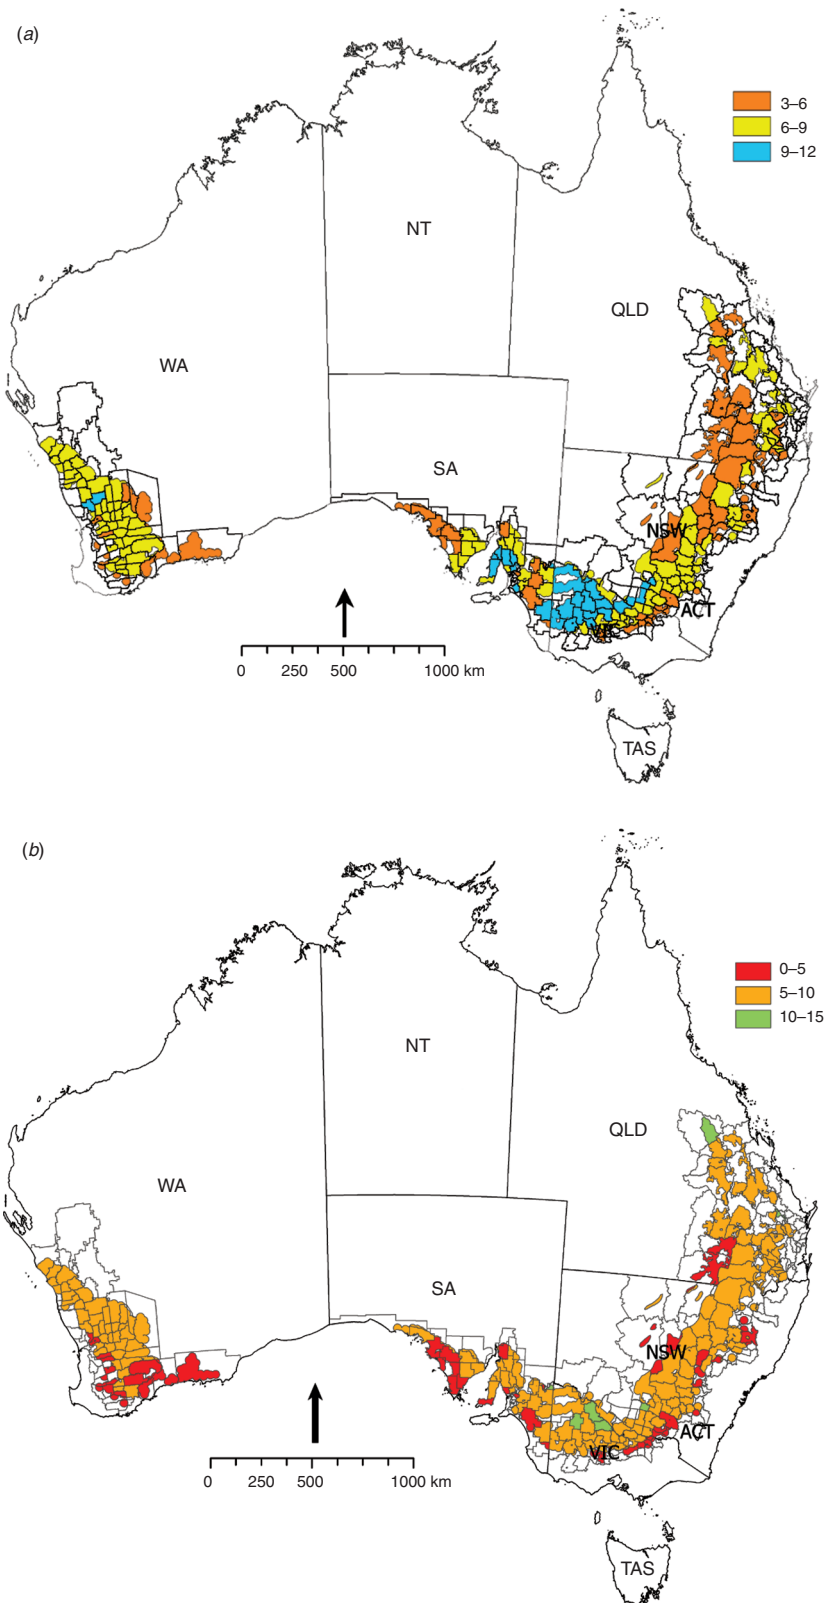 (a)
3–6
6–9
9–12
NT
QLD
WA
SA
NSW
ACT
VIC
0 250 500 1000 km
TAS
(b)
0–5
5–10
10–15
NT
QLD
WA
SA
NSW
ACT
VIC
0 250 500 1000 km
TAS